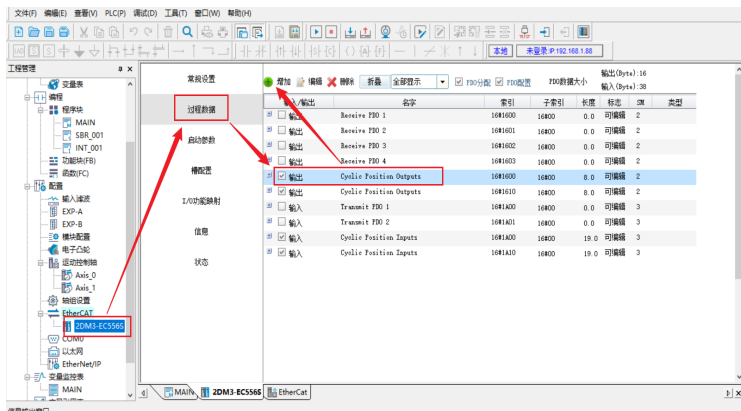 文件(F) 编辑(E) 查看(V) PLC(P) 调试(D) 工具(T) 窗口(W) 帮助(H)
本地 未登录:IP:192.168.1.88
工程管理
变量表
编程
程序块
MAIN
SBR_001
INT_001
功能块(FB)
函数(FC)
配置
输入滤波
EXP-A
EXP-B
模块配置
电子凸轮
运动控制轴
Axis_0
Axis_1
轴组设置
EtherCAT
2DM3-EC556S
COM0
以太网
EtherNet/IP
变量监控表
MAIN
常规设置
过程数据
启动参数
槽配置
I/O功能映射
信息
状态
增加 编辑 删除 折叠 全部显示 PDO分配 PDO配置 PDO数据大小 输出(Byte):16
输入(Byte):38
输入/输出 名字 索引 子索引 长度 标志 SM 类型
输出 Receive PDO 1 16#1600 16#00 0.0 可编辑 2
输出 Receive PDO 2 16#1601 16#00 0.0 可编辑 2
输出 Receive PDO 3 16#1602 16#00 0.0 可编辑 2
输出 Receive PDO 4 16#1603 16#00 0.0 可编辑 2
输出 Cyclic Position Outputs 16#1600 16#00 8.0 可编辑 2
输出 Cyclic Position Outputs 16#1610 16#00 8.0 可编辑 2
输入 Transmit PDO 1 16#1A00 16#00 0.0 可编辑 3
输入 Transmit PDO 2 16#1A01 16#00 0.0 可编辑 3
输入 Cyclic Position Inputs 16#1A00 16#00 19.0 可编辑 3
输入 Cyclic Position Inputs 16#1A10 16#00 19.0 可编辑 3
MAIN 2DM3-EC556S EtherCat